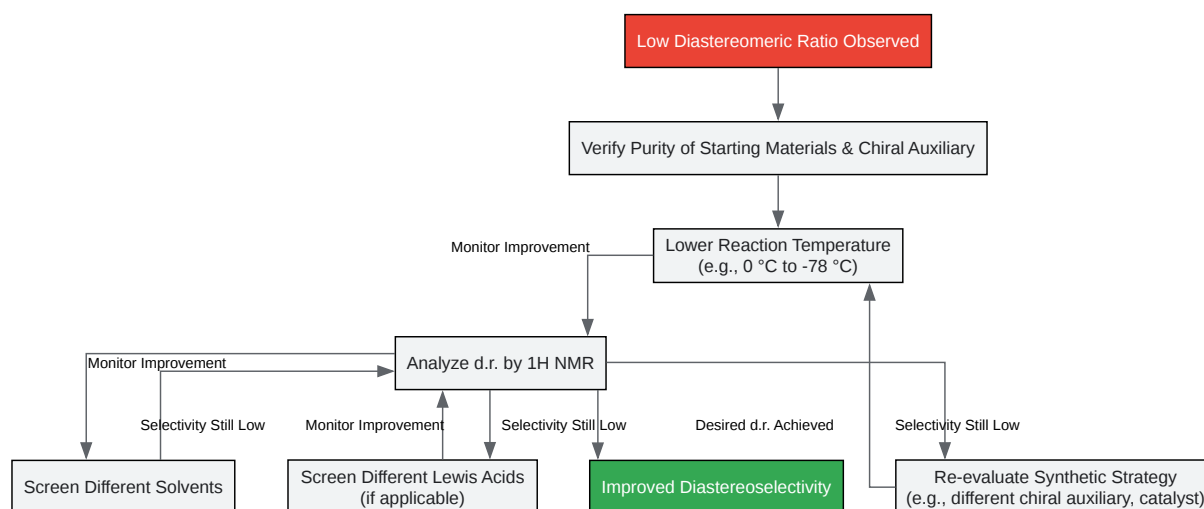 Low Diastereomeric Ratio Observed
Verify Purity of Starting Materials & Chiral Auxiliary
Lower Reaction Temperature
(e.g., 0 °C to -78 °C)
Monitor Improvement
Analyze d.r. by 1H NMR
Monitor Improvement
Selectivity Still Low
Monitor Improvement
Selectivity Still Low
Desired d.r. Achieved
Selectivity Still Low
Screen Different Solvents
Screen Different Lewis Acids
(if applicable)
Improved Diastereoselectivity
Re-evaluate Synthetic Strategy
(e.g., different chiral auxiliary, catalyst)